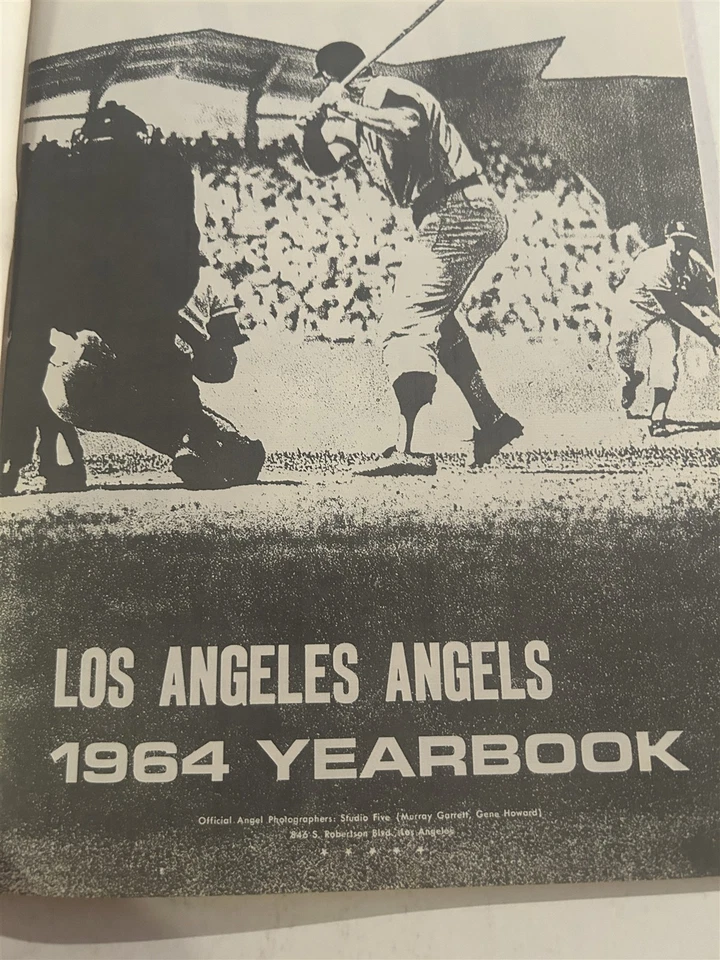 LOS ANGELES ANGELS
1964 YEARBOOK
Official Angel Photographers: Studio Five (Murray Garrett, Gene Howard)
846 S. Robertson Blvd., Los Angeles
★ ★ ★ ★ ★